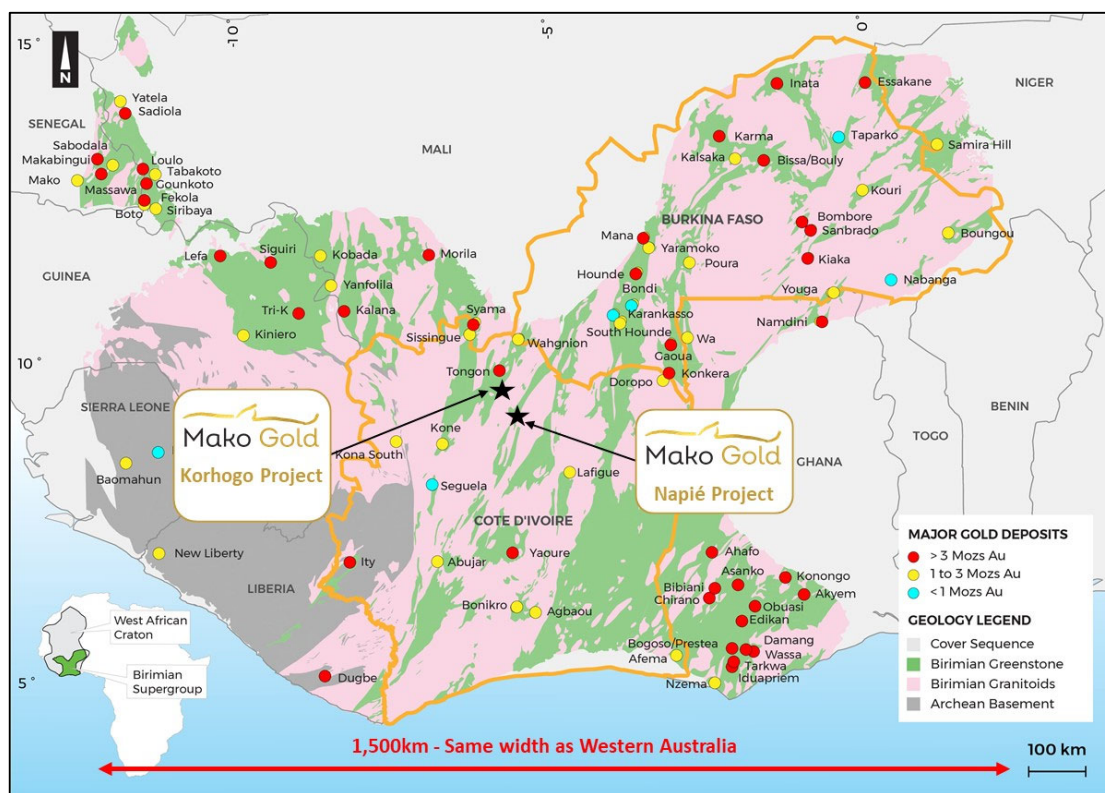 15
-10
-5
0
N
NIGER
Inata
Essakane
Yatela
Sadiola
SENEGAL
MALI
Karma
Taparko
Samira Hill
Sabodala
Makabingui
Loulo
Kalsaka
Bissa/Bouly
Mako
Tabakoto
Massawa
Gounkoto
Kouri
Fekola
Boto
Siribaya
BURKINA FASO
Bombore
Sanbrado
Boungou
Mana
Yaramoko
Lefa
Siguiri
Kobada
Morila
Kiaka
Poura
GUINEA
Hounde
Yanfolila
Bondi
Youga
Nabanga
Tri-K
Kalana
Syama
Karankasso
Namdini
Kiniero
Sissingue
South Hounde
Wahgnion
Wa
Gaoua
10
Tongon
Konkera
Doropo
SIERRA LEONE
BENIN
Mako Gold
Korhogo Project
Kone
Mako Gold
Napié Project
TOGO
Kona South
GHANA
Baomahun
Lafigue
Seguela
COTE D'IVOIRE
MAJOR GOLD DEPOSITS
> 3 Mozs Au
1 to 3 Mozs Au
< 1 Mozs Au
New Liberty
Yaoure
Ahafo
Ity
Abujar
Asanko
Konongo
LIBERIA
Bibiani
Chirano
Akyem
Bonikro
Agbaou
Obuasi
Edikan
GEOLOGY LEGEND
Cover Sequence
Birimian Greenstone
Birimian Granitoids
Archean Basement
West African
Craton
Bogoso/Prestea
Damang
Afema
Wassa
Tarkwa
Birimian
Supergroup
5
Dugbe
Iduapriem
Nzema
1,500km - Same width as Western Australia
100 km